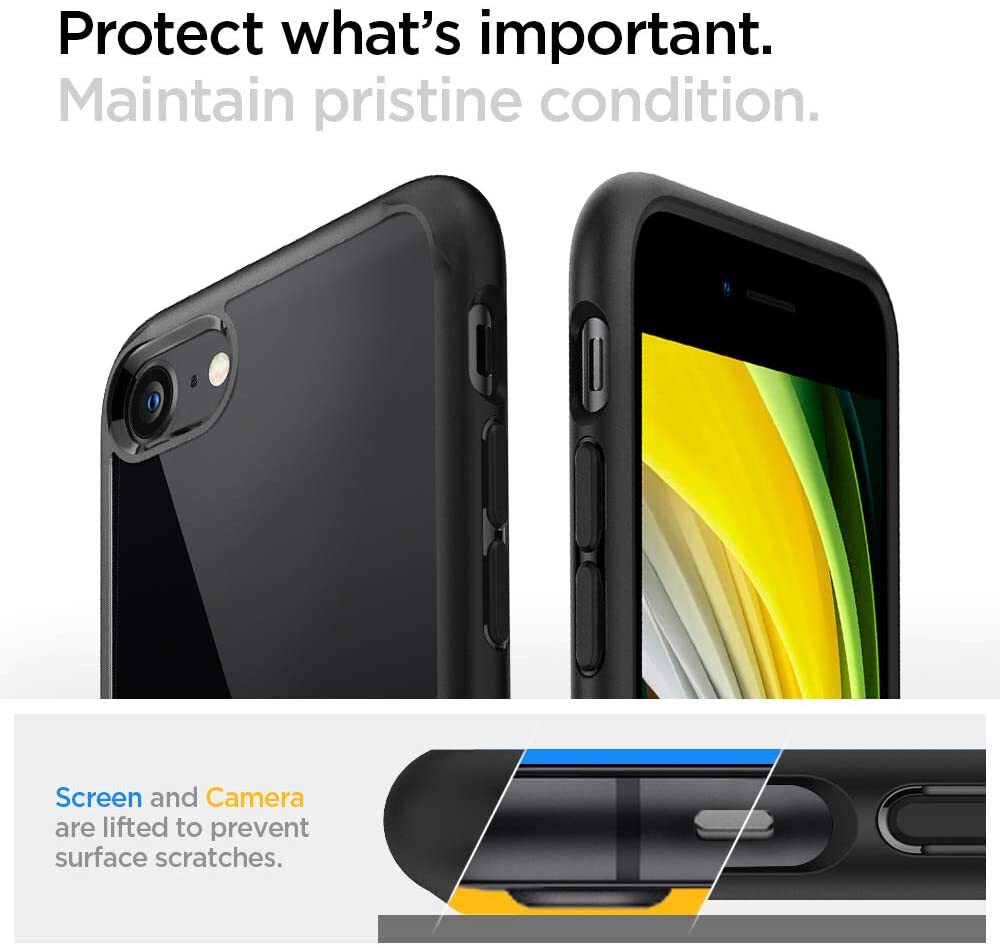 Protect what’s important.
Maintain pristine condition.
Screen and Camera
are lifted to prevent
surface scratches.